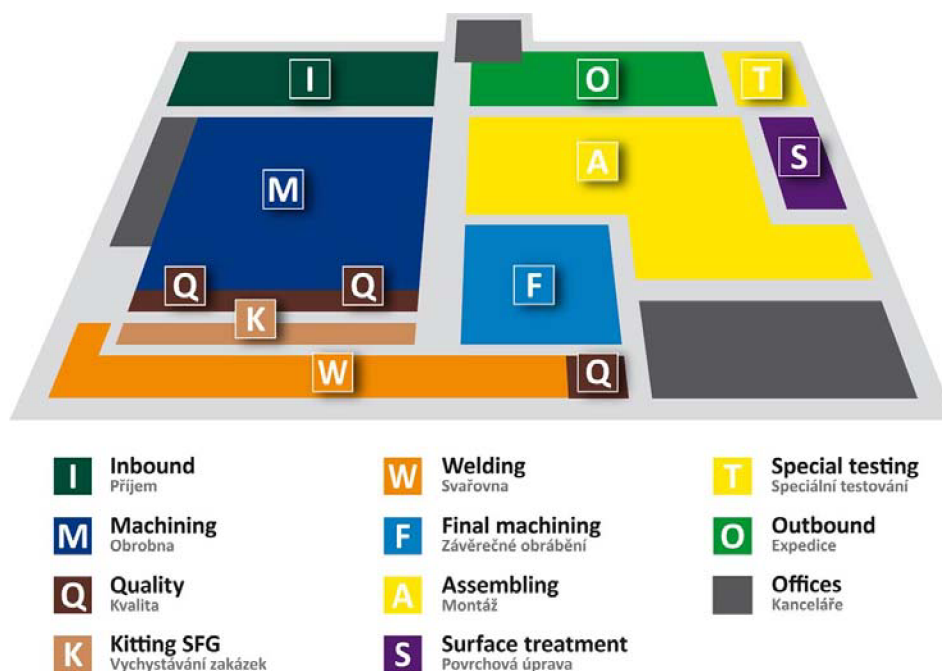 I
O
T
M
A
S
Q
Q
F
K
W
Q
I Inbound
Příjem
W Welding
Svařovna
T Special testing
Speciální testování
M Machining
Obrobna
F Final machining
Závěrečné obrábění
O Outbound
Expedice
Q Quality
Kvalita
A Assembling
Montáž
Offices
Kanceláře
K Kitting SFG
Vychystávání zakázek
S Surface treatment
Povrchová úprava